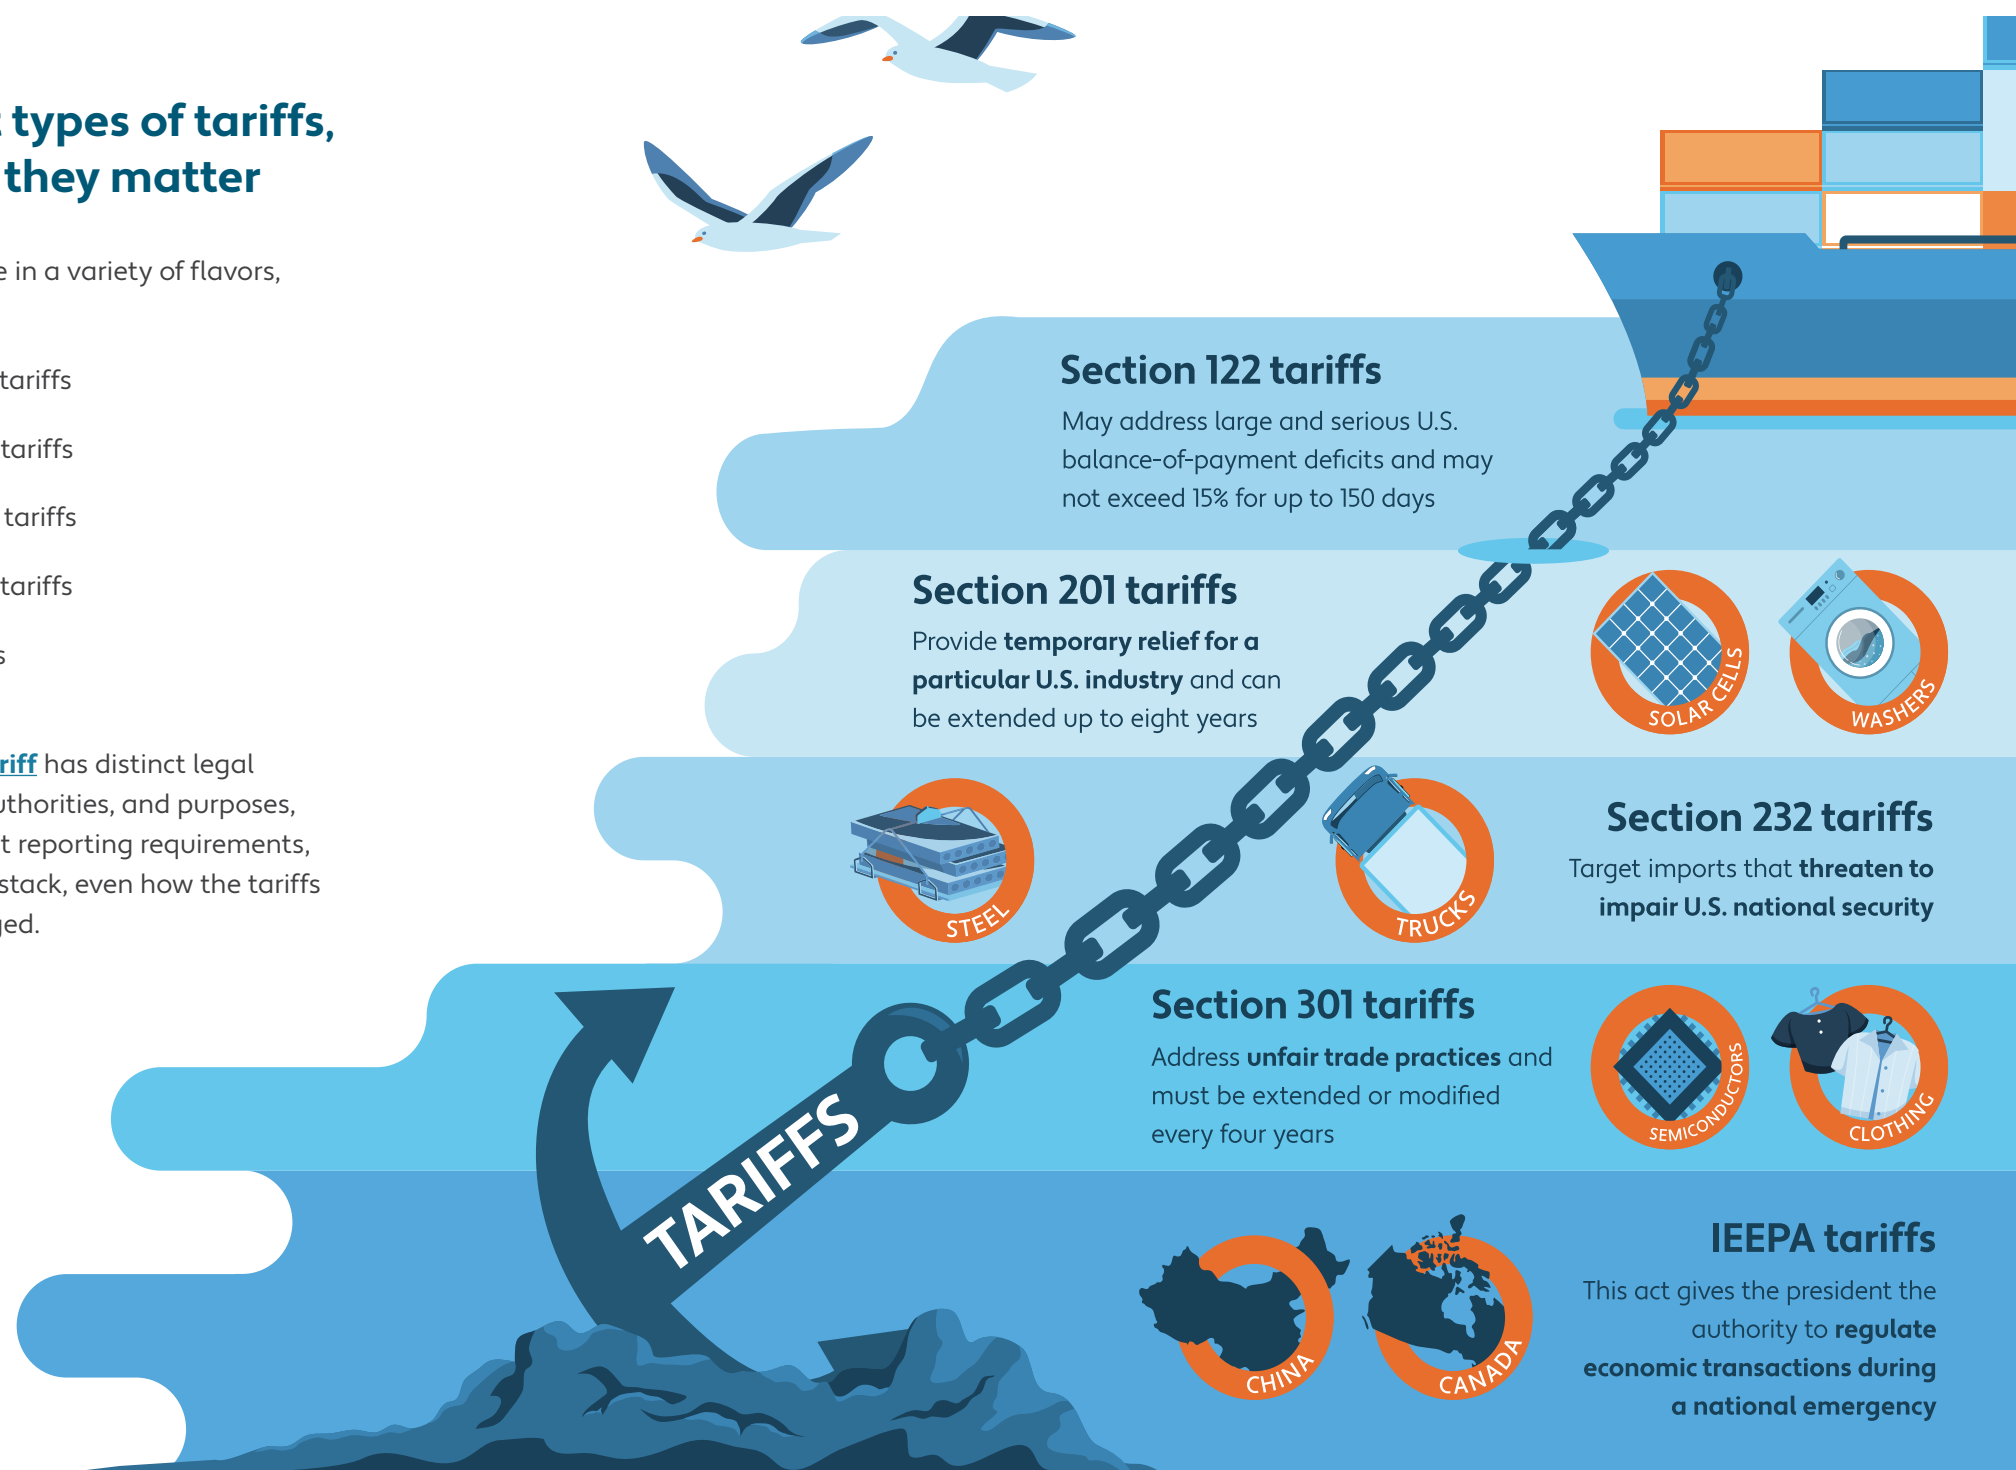 types of tariffs,
they matter
in a variety of flavors,
tariffs
tariffs
tariffs
tariffs
has distinct legal
and purposes,
reporting requirements,
stack, even how the tariffs
Section 122 tariffs
May address large and serious U.S.
balance-of-payment deficits and may
not exceed 15% for up to 150 days
Section 201 tariffs
Provide temporary relief for a
particular U.S. industry and can
be extended up to eight years
SOLAR CELLS
WASHERS
STEEL
TRUCKS
Section 232 tariffs
Target imports that threaten to
impair U.S. national security
Section 301 tariffs
Address unfair trade practices and
must be extended or modified
every four years
SEMICONDUCTORS
CLOTHING
TARIFFS
CHINA
CANADA
IEEPA tariffs
This act gives the president the
authority to regulate
economic transactions during
a national emergency